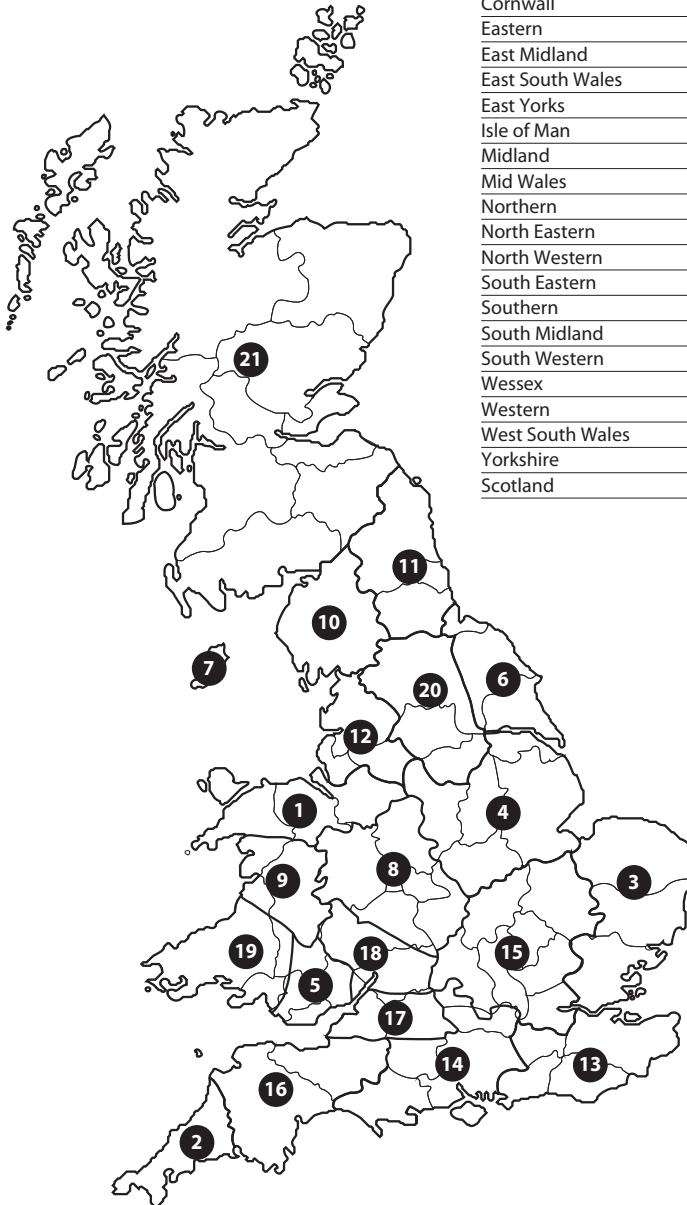 Cornwall
Eastern
East Midland
East South Wales
East Yorks
Isle of Man
Midland
Mid Wales
Northern
North Eastern
North Western
South Eastern
Southern
South Midland
South Western
Wessex
Western
West South Wales
Yorkshire
Scotland
21
11
10
7
6
20
12
1
4
8
3
9
19
18
15
5
17
14
13
16
2